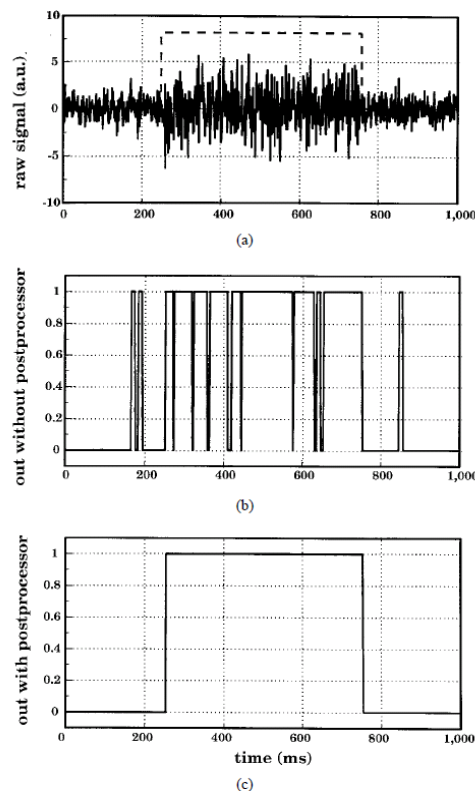 10
5
0
-5
-10
raw signal (a.u.)
0 200 400 600 800 1,000
(a)
1
0.8
0.6
0.4
0.2
0
out without postprocessor
0 200 400 600 800 1,000
(b)
1
0.8
0.6
0.4
0.2
0
out with postprocessor
0 200 400 600 800 1,000
time (ms)
(c)